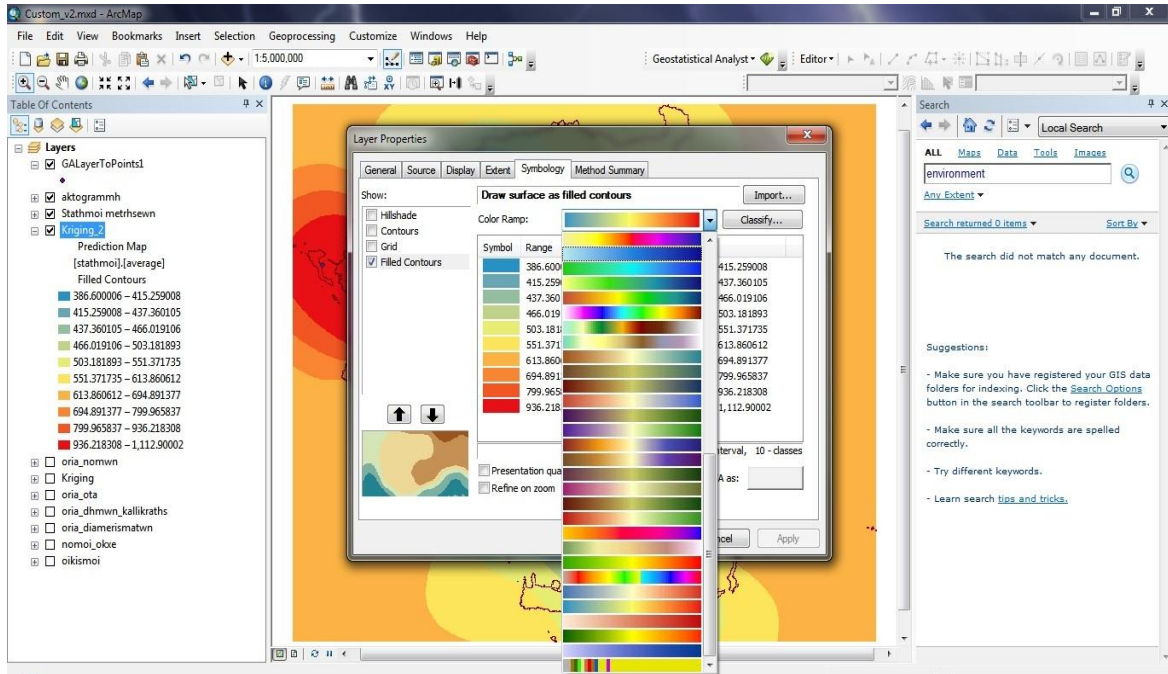 Custom_v2.mxd - ArcMap
File Edit View Bookmarks Insert Selection Geoprocessing Customize Windows Help
1:5,000,000
Geostatistical Analyst
Editor
Table Of Contents
Layers
GALayerToPoints1
aktogrammh
Stathmoi metrhsewn
Kriging_2
Prediction Map
[stathmoi].[average]
Filled Contours
386.600006 – 415.259008
415.259008 – 437.360105
437.360105 – 466.019106
466.019106 – 503.181893
503.181893 – 551.371735
551.371735 – 613.860612
613.860612 – 694.891377
694.891377 – 799.965837
799.965837 – 936.218308
936.218308 – 1,112.90002
oria_nomwn
Kriging
oria_ota
oria_dhmwn_kallikraths
oria_diamerismatwn
nomoi_okxe
oikismoi
Layer Properties
General Source Display Extent Symbology Method Summary
Show:
Hillshade
Contours
Grid
Filled Contours
Draw surface as filled contours
Import...
Color Ramp:
Classify...
Symbol Range
386.600 415.259008
415.259 437.360105
437.360 466.019106
466.019 503.181893
503.181 551.371735
551.371 613.860612
613.860 694.891377
694.891 799.965837
799.965 936.218308
936.218 1,112.90002
terval, 10 - classes
Presentation qua
A as:
Refine on zoom
ncel
Apply
Search
Local Search
ALL Maps Data Tools Images
environment
Any Extent
Search returned 0 items
Sort By
The search did not match any document.
Suggestions:
- Make sure you have registered your GIS data
folders for indexing. Click the Search Options
button in the search toolbar to register folders.
- Make sure all the keywords are spelled
correctly.
- Try different keywords.
- Learn search tips and tricks.